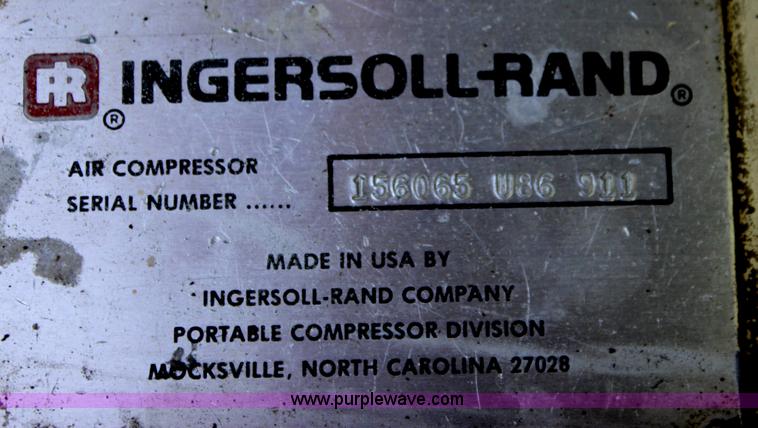 IR ® INGERSOLL-RAND®
AIR COMPRESSOR
SERIAL NUMBER ...... 156065 U86 911
MADE IN USA BY
INGERSOLL-RAND COMPANY
PORTABLE COMPRESSOR DIVISION
MOCKSVILLE, NORTH CAROLINA 27028
www.purplewave.com